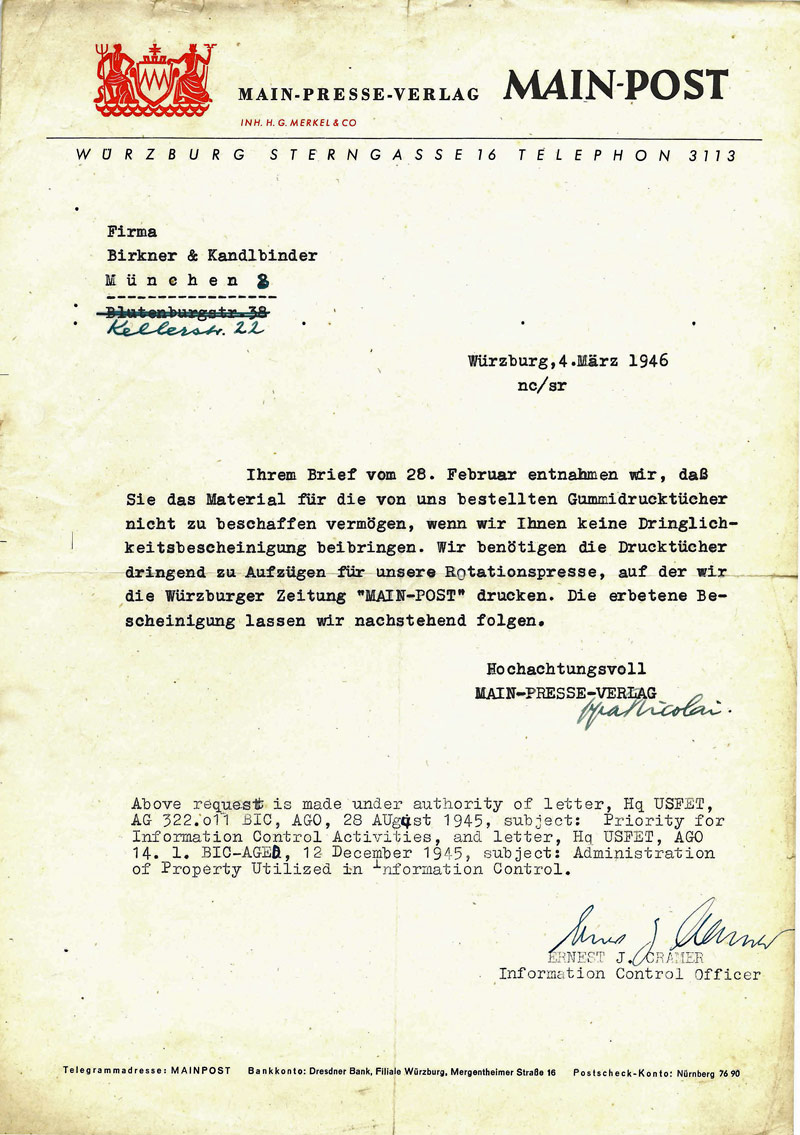 MAIN-PRESSE-VERLAG MAIN-POST
INH. H. G. MERKEL & CO
WÜRZBURG STERNGASSE 16 TELEPHON 3113
Firma
Birkner & Kandlbinder
München 8
Blutenburgstr. 38
Kellerstr. 22
Würzburg,4.März 1946
nc/sr
Ihrem Brief vom 28. Februar entnahmen wir, daß
Sie das Material für die von uns bestellten Gummidrucktücher
nicht zu beschaffen vermögen, wenn wir Ihnen keine Dringlich-
keitsbescheinigung beibringen. Wir benötigen die Drucktücher
dringend zu Aufzügen für unsere Rotationspresse, auf der wir
die Würzburger Zeitung "MAIN-POST" drucken. Die erbetene Be-
scheinigung lassen wir nachstehend folgen.
Hochachtungsvoll
MAIN-PRESSE-VERLAG
Nicolai.
Above request is made under authority of letter, Hq USFET,
AG 322.011 BIC, AGO, 28 AUgust 1945, subject: Priority for
Information Control Activities, and letter, Hq USFET, AGO
14. 1. BIC-AGED, 12 December 1945, subject: Administration
of Property Utilized in Information Control.
Ernest J. Cramer
ERNEST J. CRAMER
Information Control Officer
Telegrammadresse: MAINPOST Bankkonto: Dresdner Bank, Filiale Würzburg, Mergentheimer Straße 16 Postscheck-Konto: Nürnberg 76 90